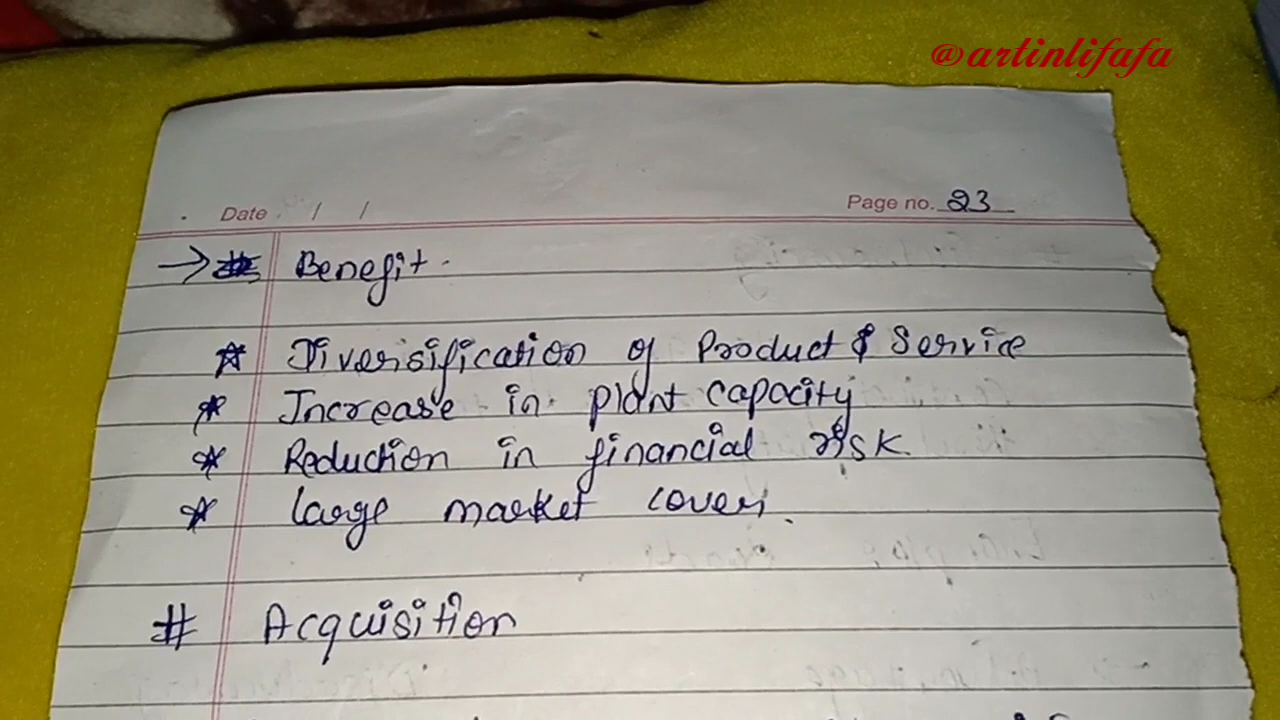 @artinlifafa
Date / /
Page no. 23
→ Benefit.
* Diversification of Product & Service
* Increase in plant capacity
* Reduction in financial risk.
* large market cover.
# Acquisition